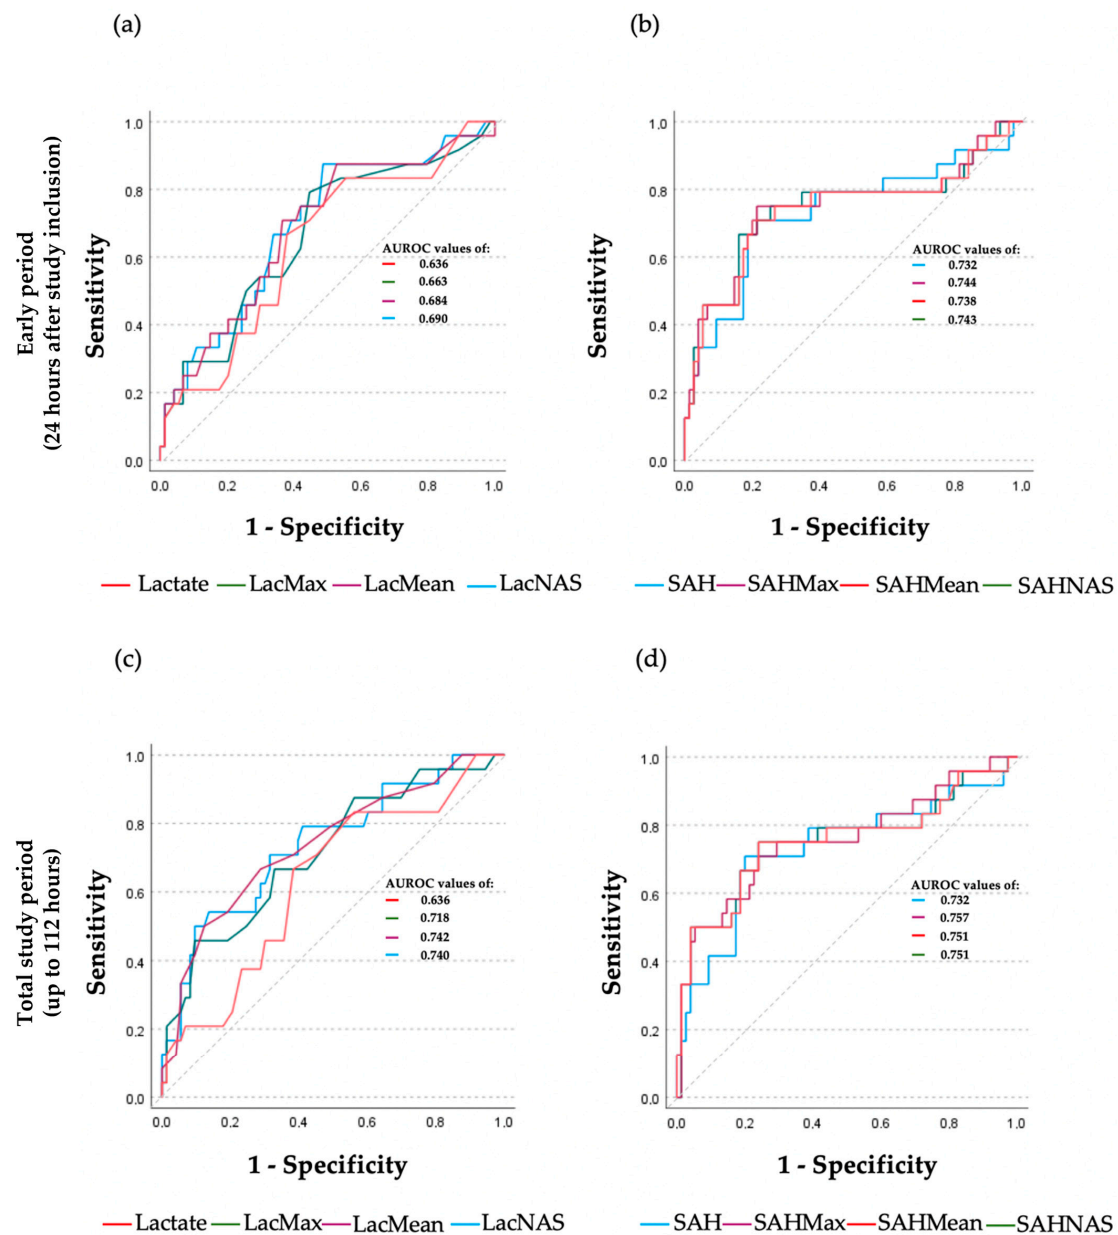 (a)
Early period
(24 hours after study inclusion)
Sensitivity
1.0
0.8
0.6
0.4
0.2
0.0
AUROC values of:
0.636
0.663
0.684
0.690
0.0 0.2 0.4 0.6 0.8 1.0
1 - Specificity
Lactate LacMax LacMean LacNAS
(b)
Sensitivity
1.0
0.8
0.6
0.4
0.2
0.0
AUROC values of:
0.732
0.744
0.738
0.743
0.0 0.2 0.4 0.6 0.8 1.0
1 - Specificity
SAH SAHMax SAHMean SAHNAS
(c)
Total study period
(up to 112 hours)
Sensitivity
1.0
0.8
0.6
0.4
0.2
0.0
AUROC values of:
0.636
0.718
0.742
0.740
0.0 0.2 0.4 0.6 0.8 1.0
1 - Specificity
Lactate LacMax LacMean LacNAS
(d)
Sensitivity
1.0
0.8
0.6
0.4
0.2
0.0
AUROC values of:
0.732
0.757
0.751
0.751
0.0 0.2 0.4 0.6 0.8 1.0
1 - Specificity
SAH SAHMax SAHMean SAHNAS